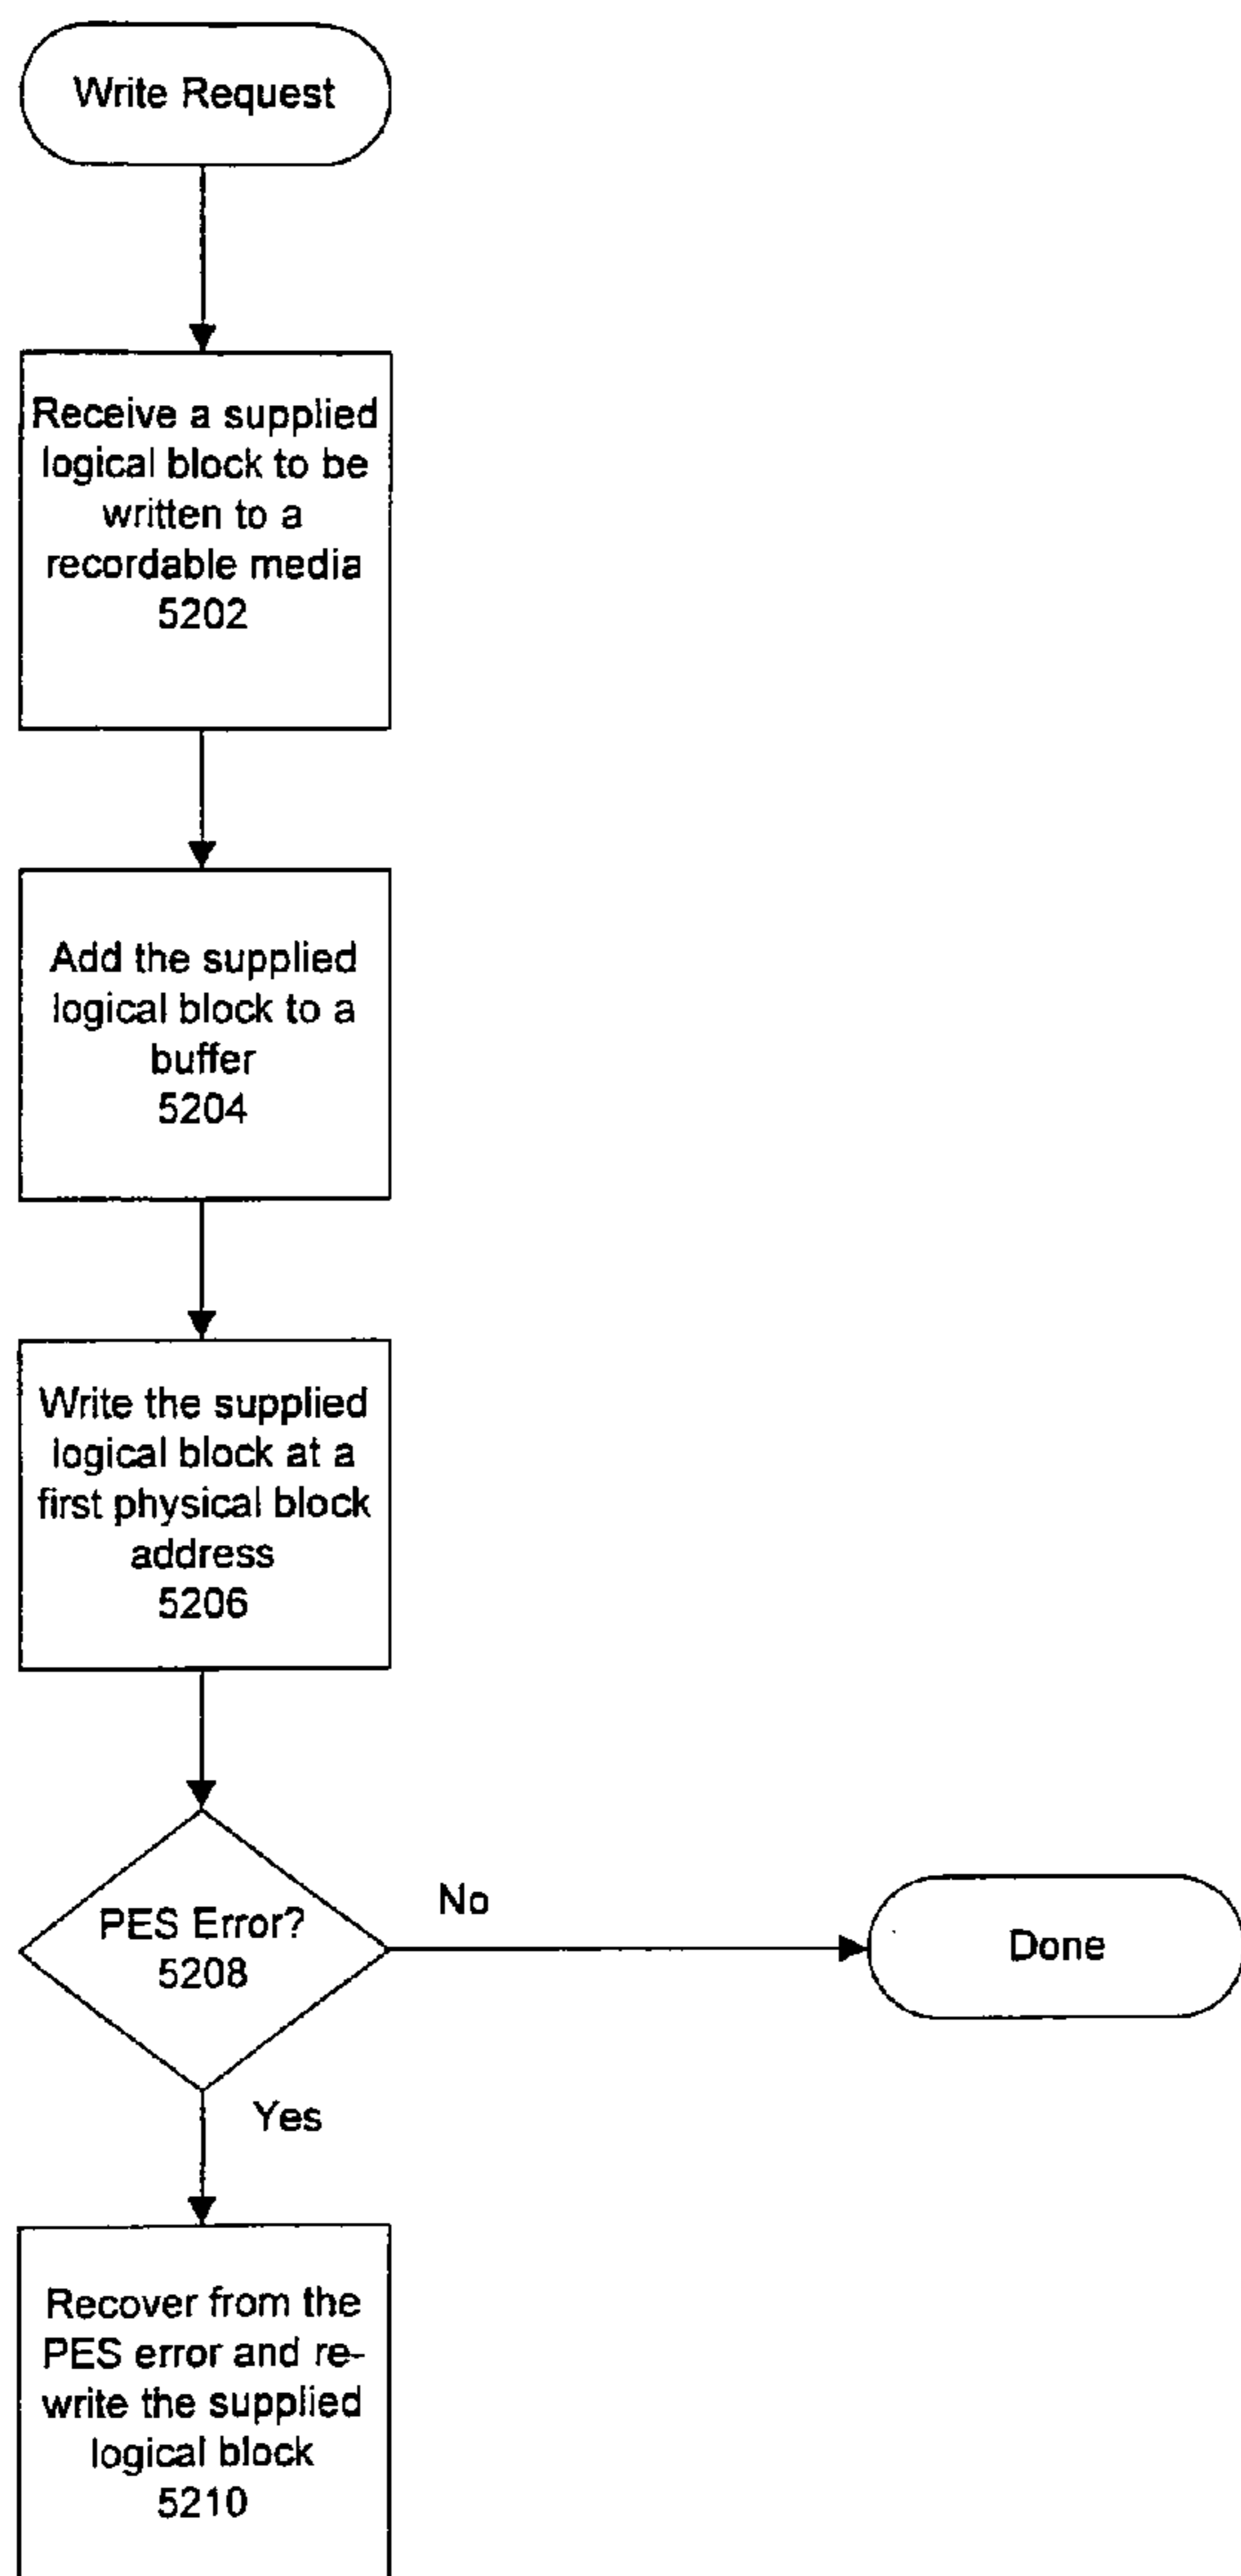 Write Request
Receive a supplied
logical block to be
written to a
recordable media
5202
Add the supplied
logical block to a
buffer
5204
Write the supplied
logical block at a
first physical block
address
5206
PES Error?
5208
No
Done
Yes
Recover from the
PES error and re-
write the supplied
logical block
5210